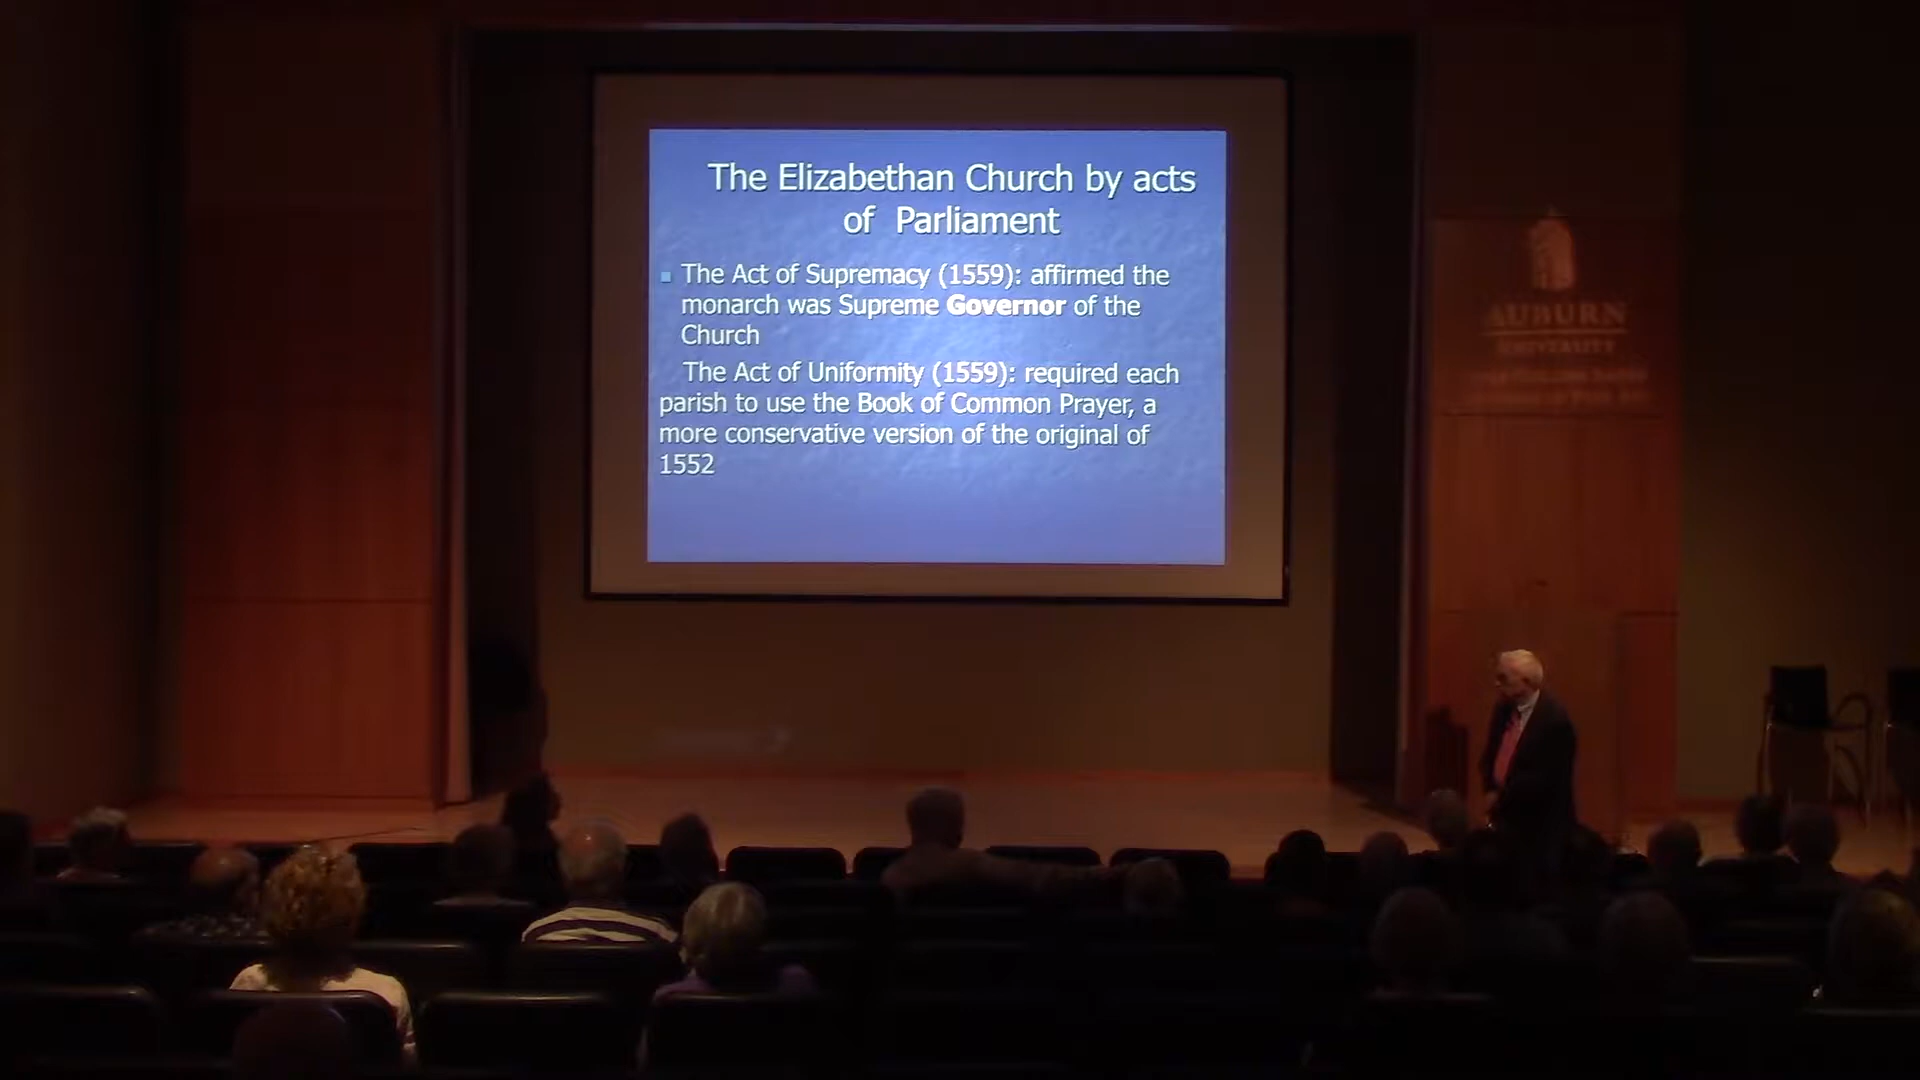 The Elizabethan Church by acts
of Parliament
The Act of Supremacy (1559): affirmed the
monarch was Supreme Governor of the
Church
The Act of Uniformity (1559): required each
parish to use the Book of Common Prayer, a
more conservative version of the original of
1552
AUBURN
UNIVERSITY